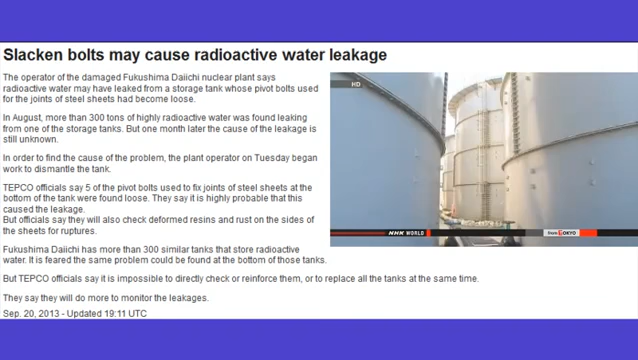 Slacken bolts may cause radioactive water leakage
The operator of the damaged Fukushima Daiichi nuclear plant says
radioactive water may have leaked from a storage tank whose pivot bolts used
for the joints of steel sheets had become loose.
In August, more than 300 tons of highly radioactive water was found leaking
from one of the storage tanks. But one month later the cause of the leakage is
still unknown.
In order to find the cause of the problem, the plant operator on Tuesday began
work to dismantle the tank.
TEPCO officials say 5 of the pivot bolts used to fix joints of steel sheets at the
bottom of the tank were found loose. They say it is highly probable that this
caused the leakage.
But officials say they will also check deformed resins and rust on the sides of
the sheets for ruptures.
Fukushima Daiichi has more than 300 similar tanks that store radioactive
water. It is feared the same problem could be found at the bottom of those tanks.
But TEPCO officials say it is impossible to directly check or reinforce them, or to replace all the tanks at the same time.
They say they will do more to monitor the leakages.
Sep. 20, 2013 - Updated 19:11 UTC
HD
NHK WORLD
from TOKYO